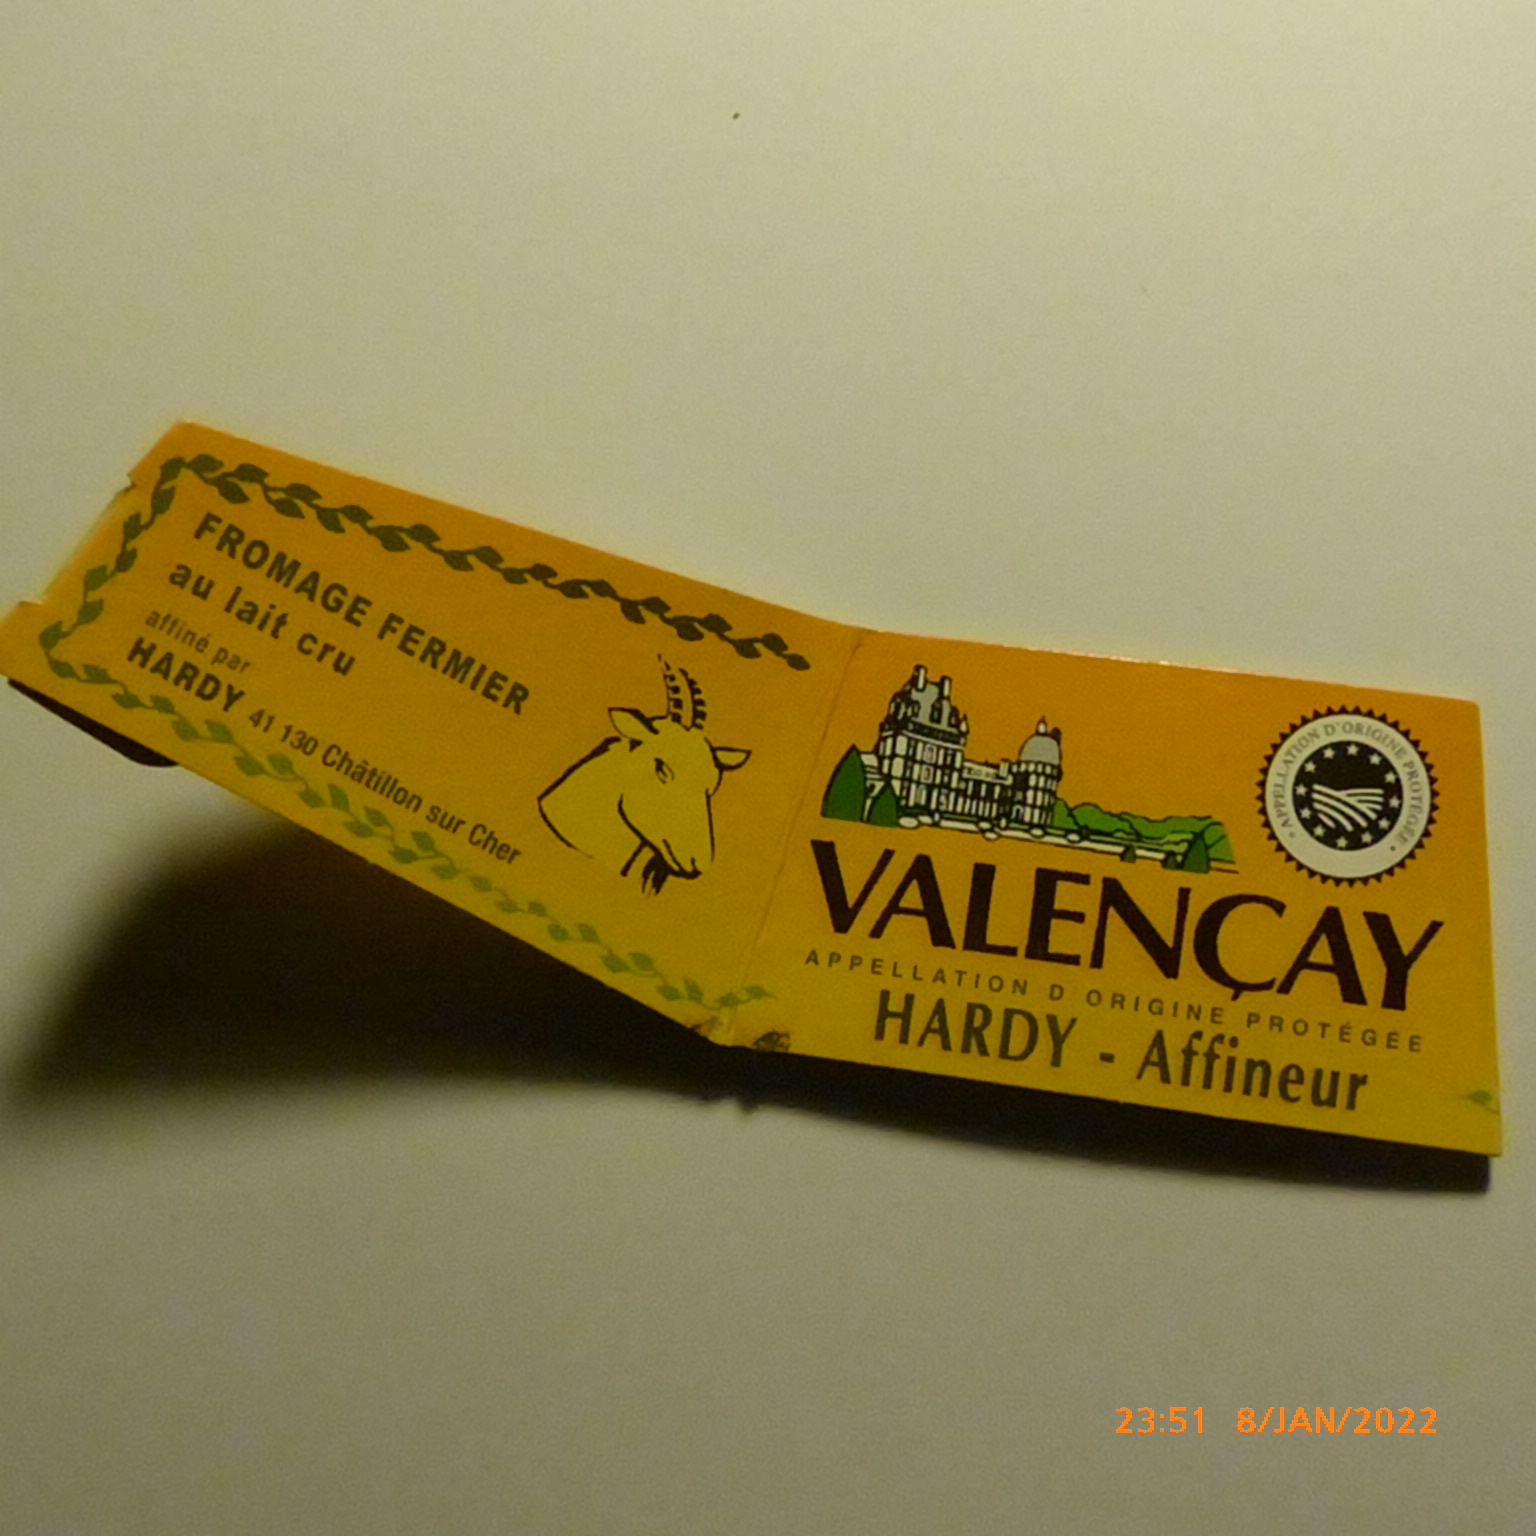 FROMAGE FERMIER
au lait cru
affiné par
HARDY 41 130 Châtillon sur Cher
APPELLATION D'ORIGINE PROTÉGÉE
VALENÇAY
APPELLATION D ORIGINE PROTÉGÉE
HARDY - Affineur
23:51 8/JAN/2022